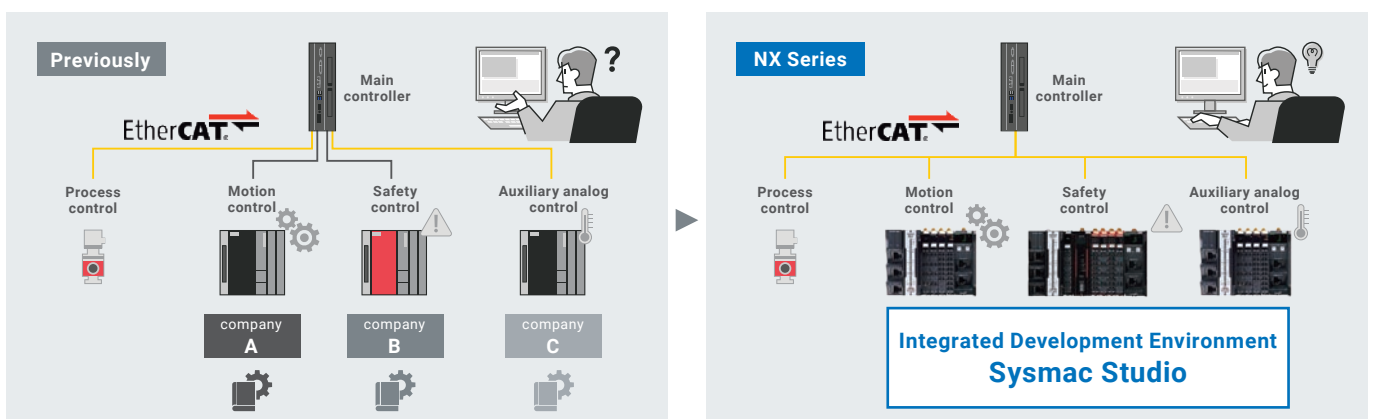 Previously
Main
controller
?
EtherCAT®
Process
control
Motion
control
Safety
control
Auxiliary analog
control
company
A
company
B
company
C
NX Series
Main
controller
EtherCAT®
Process
control
Motion
control
Safety
control
Auxiliary analog
control
Integrated Development Environment
Sysmac Studio